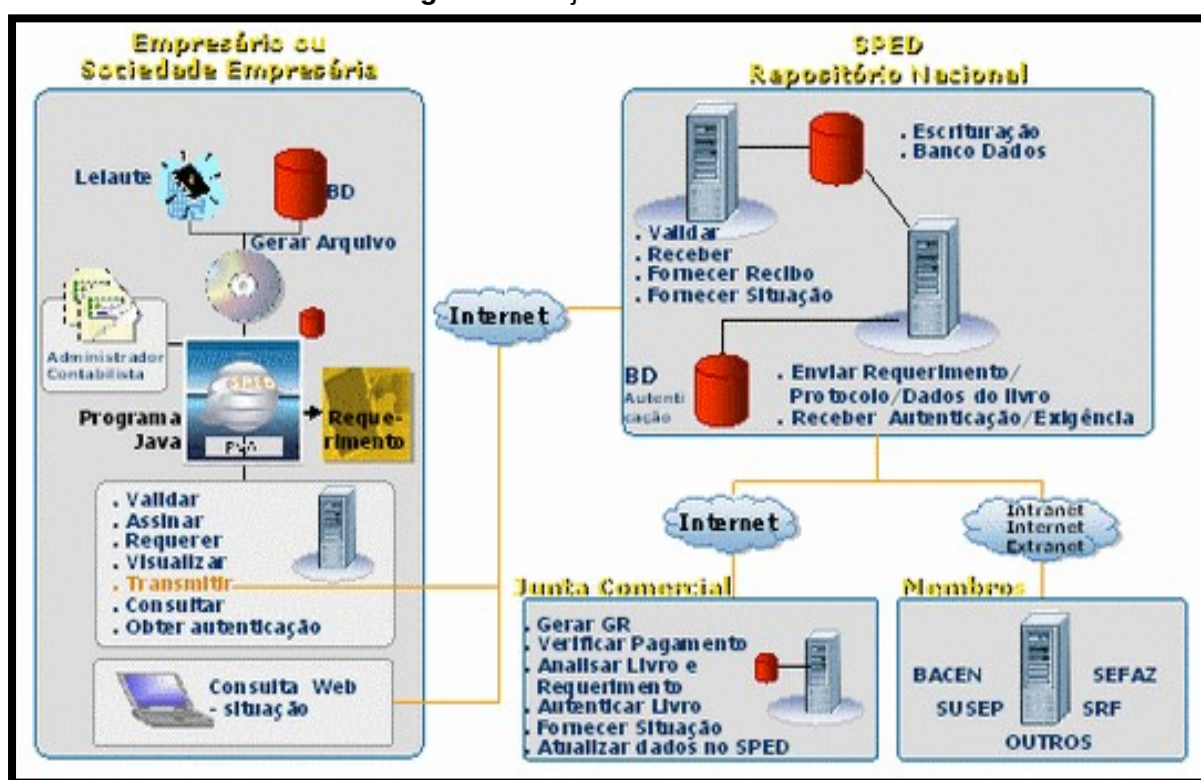 Empresário ou
Sociedade Empresária
Leiaute
BD
Gerar Arquivo
Administrador
Contabilista
Programa
Java
PVA
Reque-
rimento
. Validar
. Assinar
. Requerer
. Visualizar
. Transmitir
. Consultar
. Obter autenticação
Consulta Web
- situação
Internet
SPED
Repositório Nacional
. Escrituração
. Banco Dados
. Validar
. Receber
. Fornecer Recibo
. Fornecer Situação
BD
Autenti
cação
. Enviar Requerimento/
Protocolo/Dados do livro
. Receber Autenticação/Exigência
Internet
Intranet
Internet
Extranet
Junta Comercial
. Gerar GR
. Verificar Pagamento
. Analisar Livro e
Requerimento
. Autenticar Livro
. Fornecer Situação
. Atualizar dados no SPED
Membros
BACEN
SEFAZ
SUSEP
SRF
OUTROS